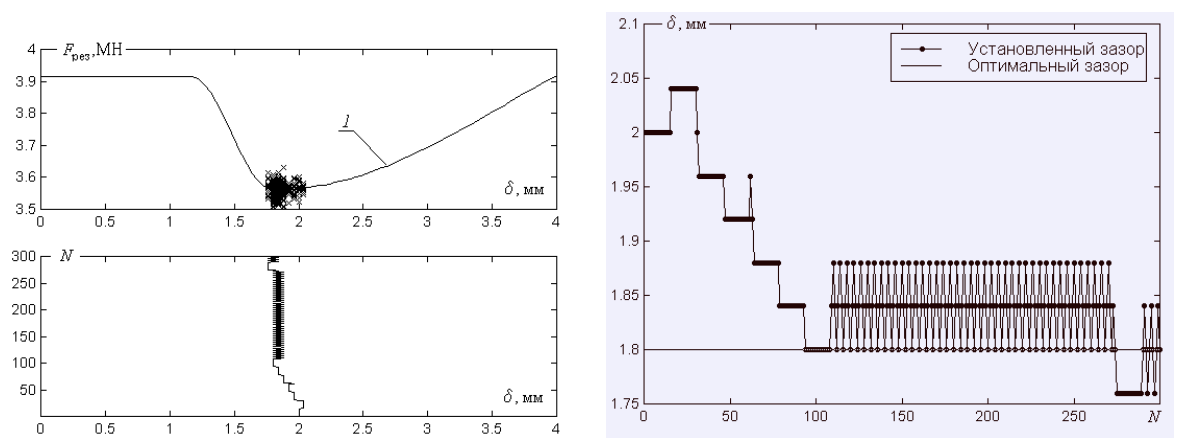 4 F рез, МН
3.9
3.8
3.7
3.6
3.5
1
δ, мм
0 0.5 1 1.5 2 2.5 3 3.5 4
300 N
250
200
150
100
50
δ, мм
0 0.5 1 1.5 2 2.5 3 3.5 4
2.1 δ, мм
Установленный зазор
Оптимальный зазор
2.05
2
1.95
1.9
1.85
1.8
1.75
0 50 100 150 200 250 N